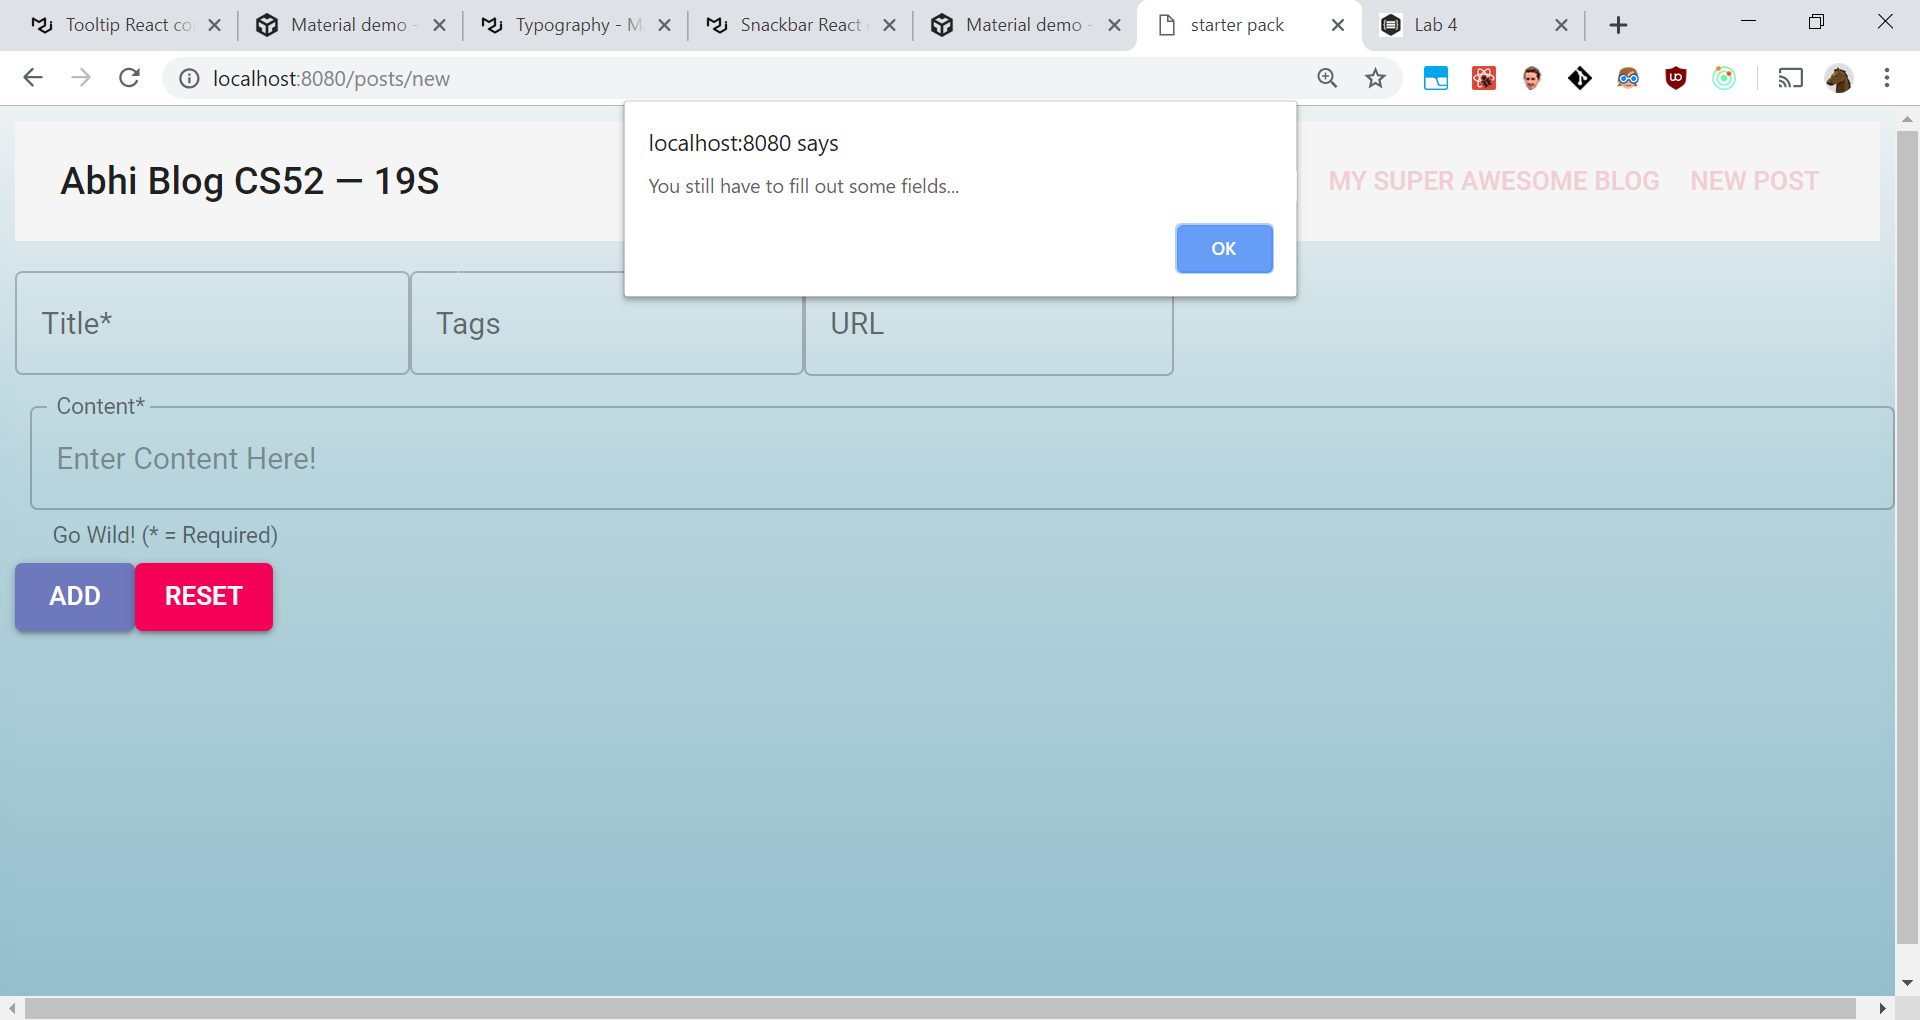 Tooltip React co
Material demo -
Typography - M
Snackbar React
Material demo -
starter pack
Lab 4
localhost:8080/posts/new
localhost:8080 says
You still have to fill out some fields...
OK
Abhi Blog CS52 — 19S
MY SUPER AWESOME BLOG
NEW POST
Title*
Tags
URL
Content*
Enter Content Here!
Go Wild! (* = Required)
ADD
RESET